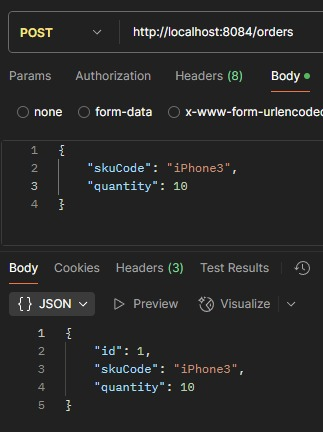 POST http://localhost:8084/orders
Params Authorization Headers (8) Body
none form-data x-www-form-urlencoded
1 {
2 "skuCode": "iPhone3",
3 "quantity": 10
4 }
Body Cookies Headers (3) Test Results
{} JSON Preview Visualize
1 {
2 "id": 1,
3 "skuCode": "iPhone3",
4 "quantity": 10
5 }